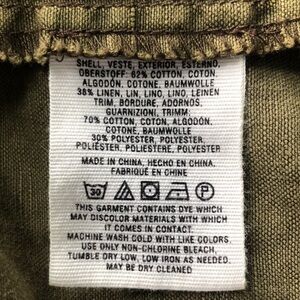 SHELL, VESTE, EXTERIOR, ESTERNO,
OBERSTOFF: 62% COTTON, COTON,
ALGODÓN, COTONE, BAUMWOLLE
38% LINEN, LIN, LINO, LINO, LEINEN
TRIM, BORDURE, ADORNOS,
GUARNIZIONI, TRIMM:
70% COTTON, COTON, ALGODÓN,
COTONE, BAUMWOLLE
30% POLYESTER, POLYESTER,
POLIÉSTER, POLIESTERE, POLYESTER
MADE IN CHINA, HECHO EN CHINA,
FABRIQUÉ EN CHINE
30 P
THIS GARMENT CONTAINS DYE WHICH
MAY DISCOLOR MATERIALS WITH WHICH
IT COMES IN CONTACT.
MACHINE WASH COLD WITH LIKE COLORS
USE ONLY NON-CHLORINE BLEACH.
TUMBLE DRY LOW, LOW IRON AS NEEDED.
MAY BE DRY CLEANED